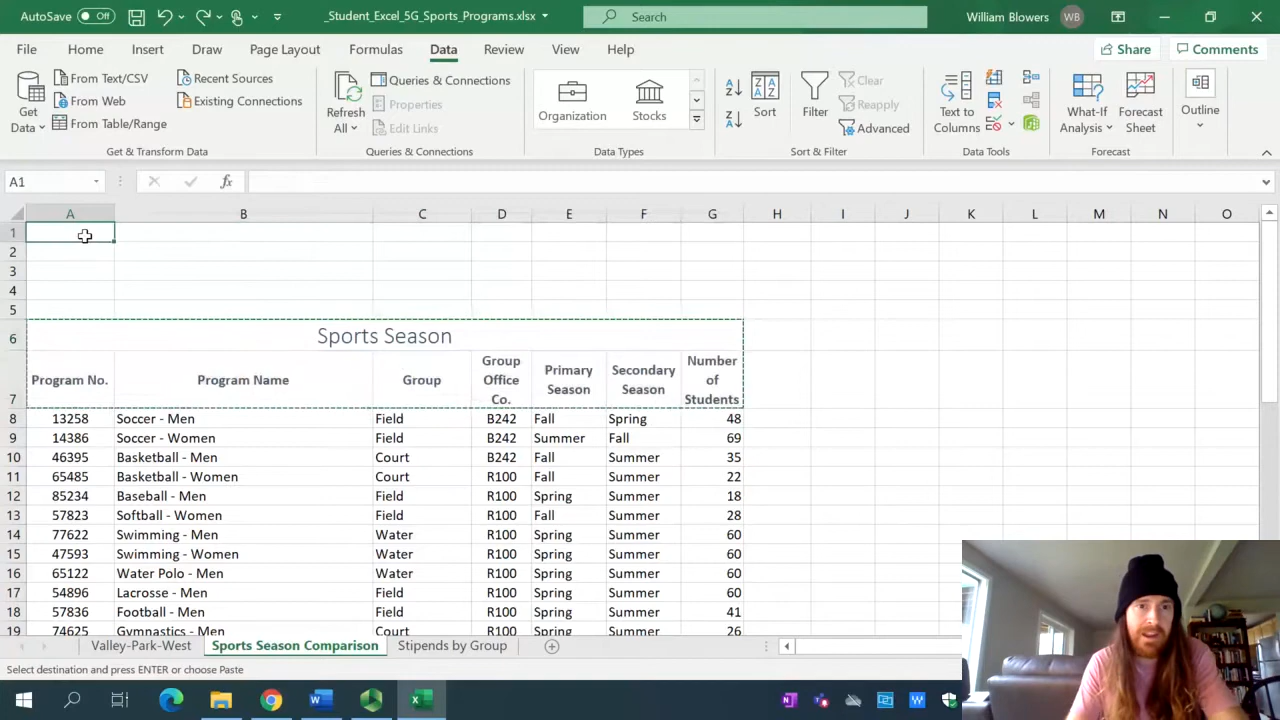 AutoSave Off _Student_Excel_5G_Sports_Programs.xlsx Search William Blowers WB
File Home Insert Draw Page Layout Formulas Data Review View Help Share Comments
Get Data From Text/CSV From Web From Table/Range Recent Sources Existing Connections
Refresh All Queries & Connections Properties Edit Links
Organization Stocks
Sort Filter Clear Reapply Advanced
Text to Columns What-If Analysis Forecast Sheet Outline
Get & Transform Data Queries & Connections Data Types Sort & Filter Data Tools Forecast
A1 fx
A B C D E F G H I J K L M N O
1
2
3
4
5
6 Sports Season
7 Program No. Program Name Group Group Office Co. Primary Season Secondary Season Number of Students
8 13258 Soccer - Men Field B242 Fall Spring 48
9 14386 Soccer - Women Field B242 Summer Fall 69
10 46395 Basketball - Men Court B242 Fall Summer 35
11 65485 Basketball - Women Court R100 Fall Summer 22
12 85234 Baseball - Men Field R100 Spring Summer 18
13 57823 Softball - Women Field R100 Fall Summer 28
14 77622 Swimming - Men Water R100 Spring Summer 60
15 47593 Swimming - Women Water R100 Spring Summer 60
16 65122 Water Polo - Men Water R100 Spring Summer 60
17 54896 Lacrosse - Men Field R100 Spring Summer 60
18 57836 Football - Men Field R100 Spring Summer 41
19 74625 Gymnastics - Men Court R100 Spring Summer 26
Valley-Park-West Sports Season Comparison Stipends by Group
Select destination and press ENTER or choose Paste